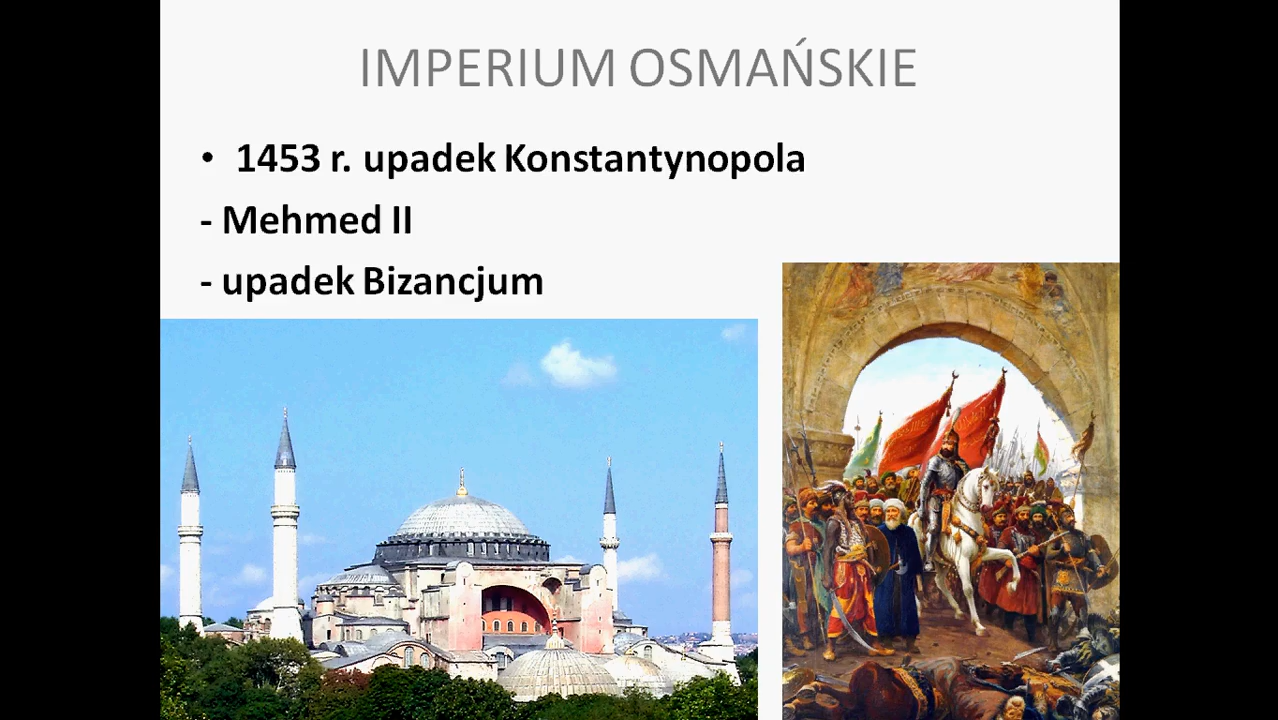 IMPERIUM OSMAŃSKIE
• 1453 r. upadek Konstantynopola
- Mehmed II
- upadek Bizancjum